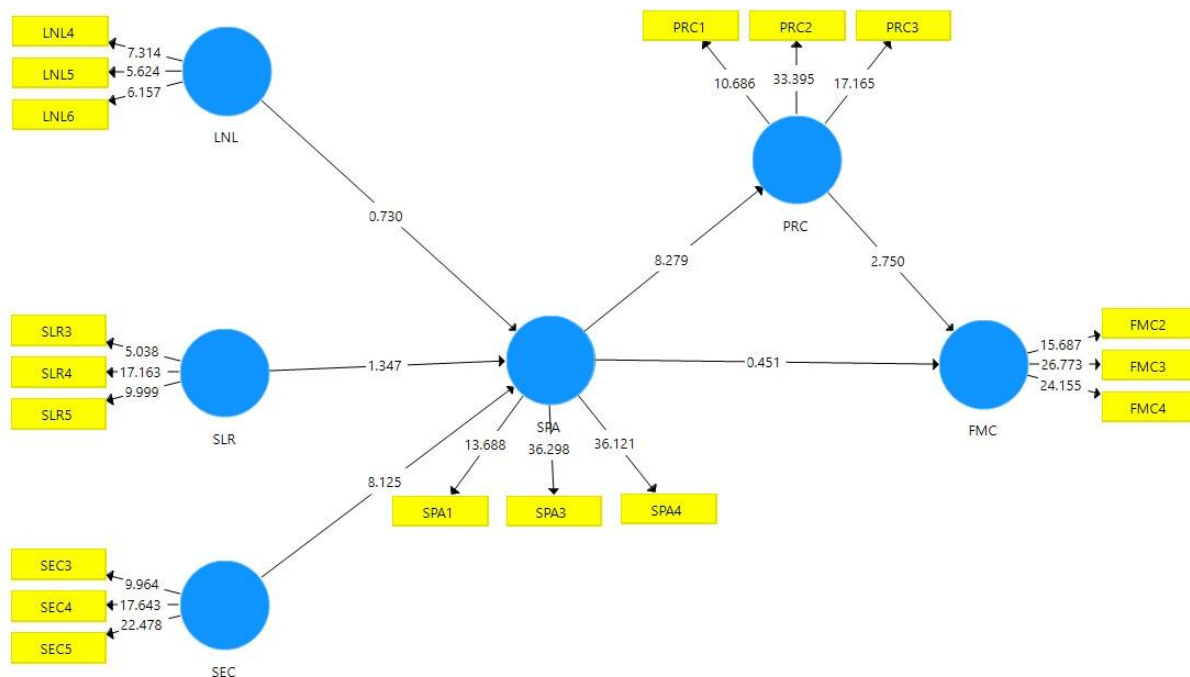 LNL4
7.314
LNL5
5.624
LNL6
6.157
LNL
PRC1
PRC2
PRC3
10.686
33.395
17.165
PRC
0.730
8.279
2.750
SLR3
5.038
SLR4
17.163
SLR5
9.999
SLR
1.347
SPA
0.451
FMC2
15.687
FMC3
26.773
FMC4
24.155
FMC
13.688
36.298
36.121
SPA1
SPA3
SPA4
8.125
SEC3
9.964
SEC4
17.643
SEC5
22.478
SEC